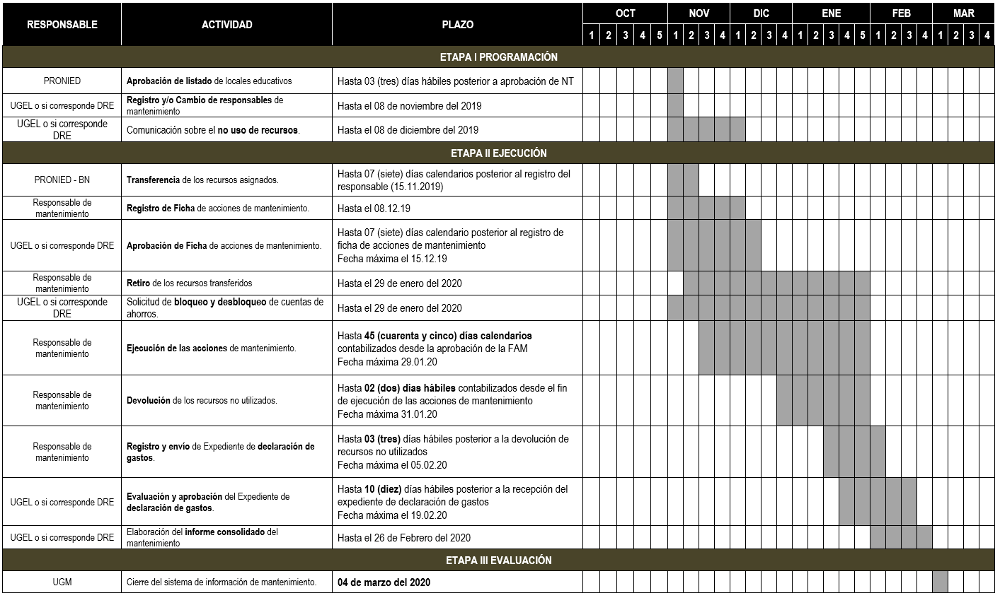 RESPONSABLE ACTIVIDAD PLAZO OCT NOV DIC ENE FEB MAR
1 2 3 4 5 1 2 3 4 1 2 3 4 1 2 3 4 5 1 2 3 4 1 2 3 4
ETAPA I PROGRAMACIÓN
PRONIED Aprobación de listado de locales educativos Hasta 03 (tres) días hábiles posterior a aprobación de NT
UGEL o si corresponde DRE
Registro y/o Cambio de responsables de
mantenimiento
Hasta el 08 de noviembre del 2019
UGEL o si corresponde
DRE
Comunicación sobre el no uso de recursos.
Hasta el 08 de diciembre del 2019
ETAPA II EJECUCIÓN
PRONIED - BN
Transferencia de los recursos asignados.
Hasta 07 (siete) días calendarios posterior al registro del
responsable (15.11.2019)
Responsable de
mantenimiento
Registro de Ficha de acciones de mantenimiento.
Hasta el 08.12.19
UGEL o si corresponde DRE
Aprobación de Ficha de acciones de mantenimiento.
Hasta 07 (siete) días calendario posterior al registro de
ficha de acciones de mantenimiento
Fecha máxima el 15.12.19
Responsable de
mantenimiento
Retiro de los recursos transferidos
Hasta el 29 de enero del 2020
UGEL o si corresponde
DRE
Solicitud de bloqueo y desbloqueo de cuentas de
ahorros.
Hasta el 29 de enero del 2020
Responsable de
mantenimiento
Ejecución de las acciones de mantenimiento.
Hasta 45 (cuarenta y cinco) días calendarios
contabilizados desde la aprobación de la FAM
Fecha máxima 29.01.20
Responsable de
mantenimiento
Devolución de los recursos no utilizados.
Hasta 02 (dos) días hábiles contabilizados desde el fin
de ejecución de las acciones de mantenimiento
Fecha máxima 31.01.20
Responsable de
mantenimiento
Registro y envío de Expediente de declaración de
gastos.
Hasta 03 (tres) días hábiles posterior a la devolución de
recursos no utilizados
Fecha máxima el 05.02.20
UGEL o si corresponde DRE
Evaluación y aprobación del Expediente de
declaración de gastos.
Hasta 10 (diez) días hábiles posterior a la recepción del
expediente de declaración de gastos
Fecha máxima el 19.02.20
UGEL o si corresponde DRE
Elaboración del informe consolidado del
mantenimiento
Hasta el 26 de Febrero del 2020
ETAPA III EVALUACIÓN
UGM Cierre del sistema de información de mantenimiento. 04 de marzo del 2020